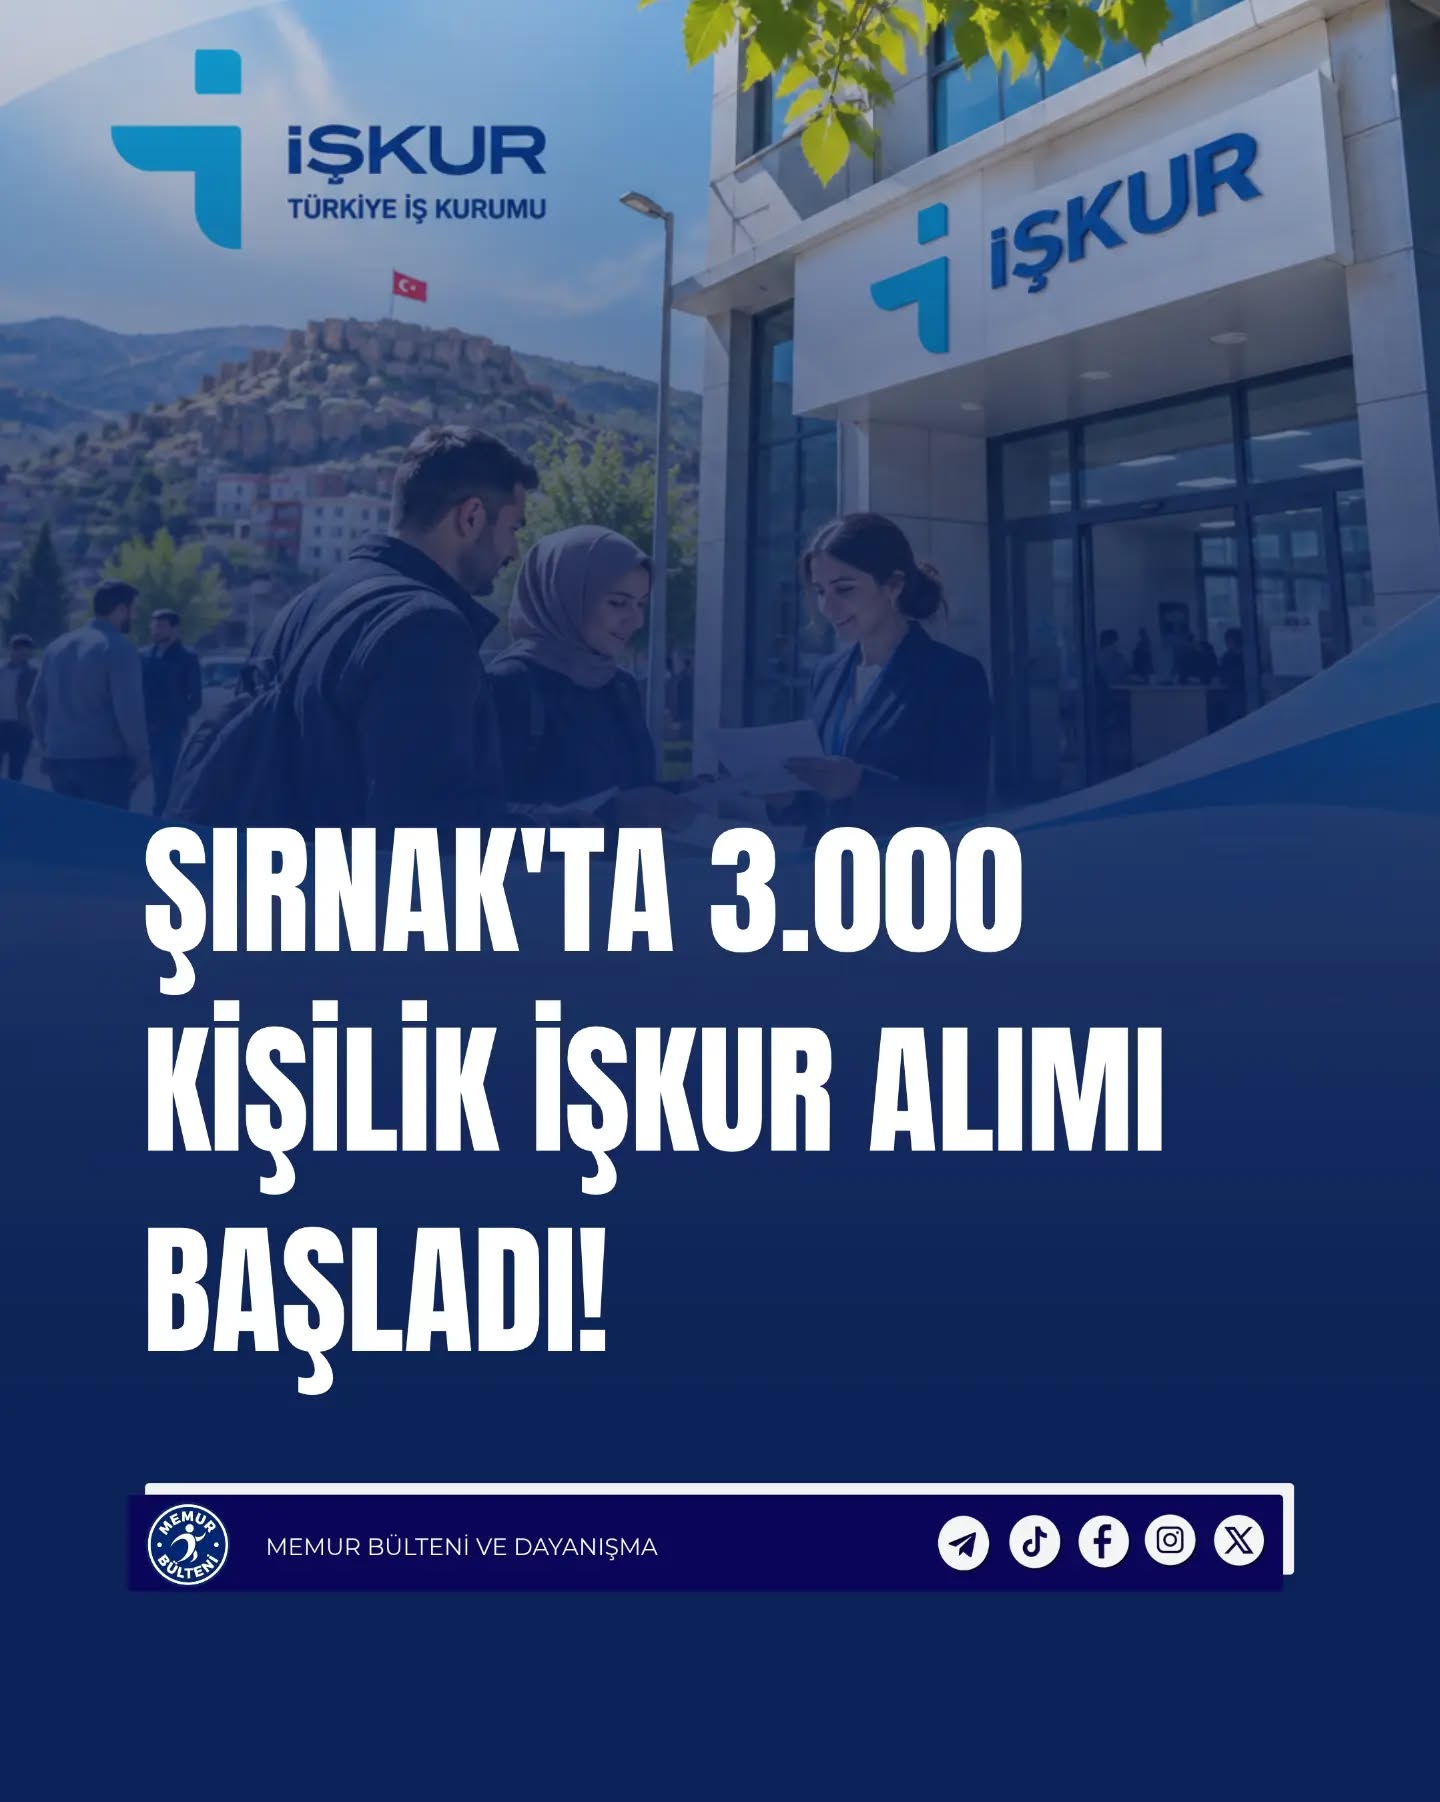 İŞKUR
TÜRKİYE İŞ KURUMU
İŞKUR
ŞIRNAK'TA 3.000
KİŞİLİK İŞKUR ALIMI
BAŞLADI!
MEMUR
BÜLTENİ
MEMUR BÜLTENİ VE DAYANIŞMA